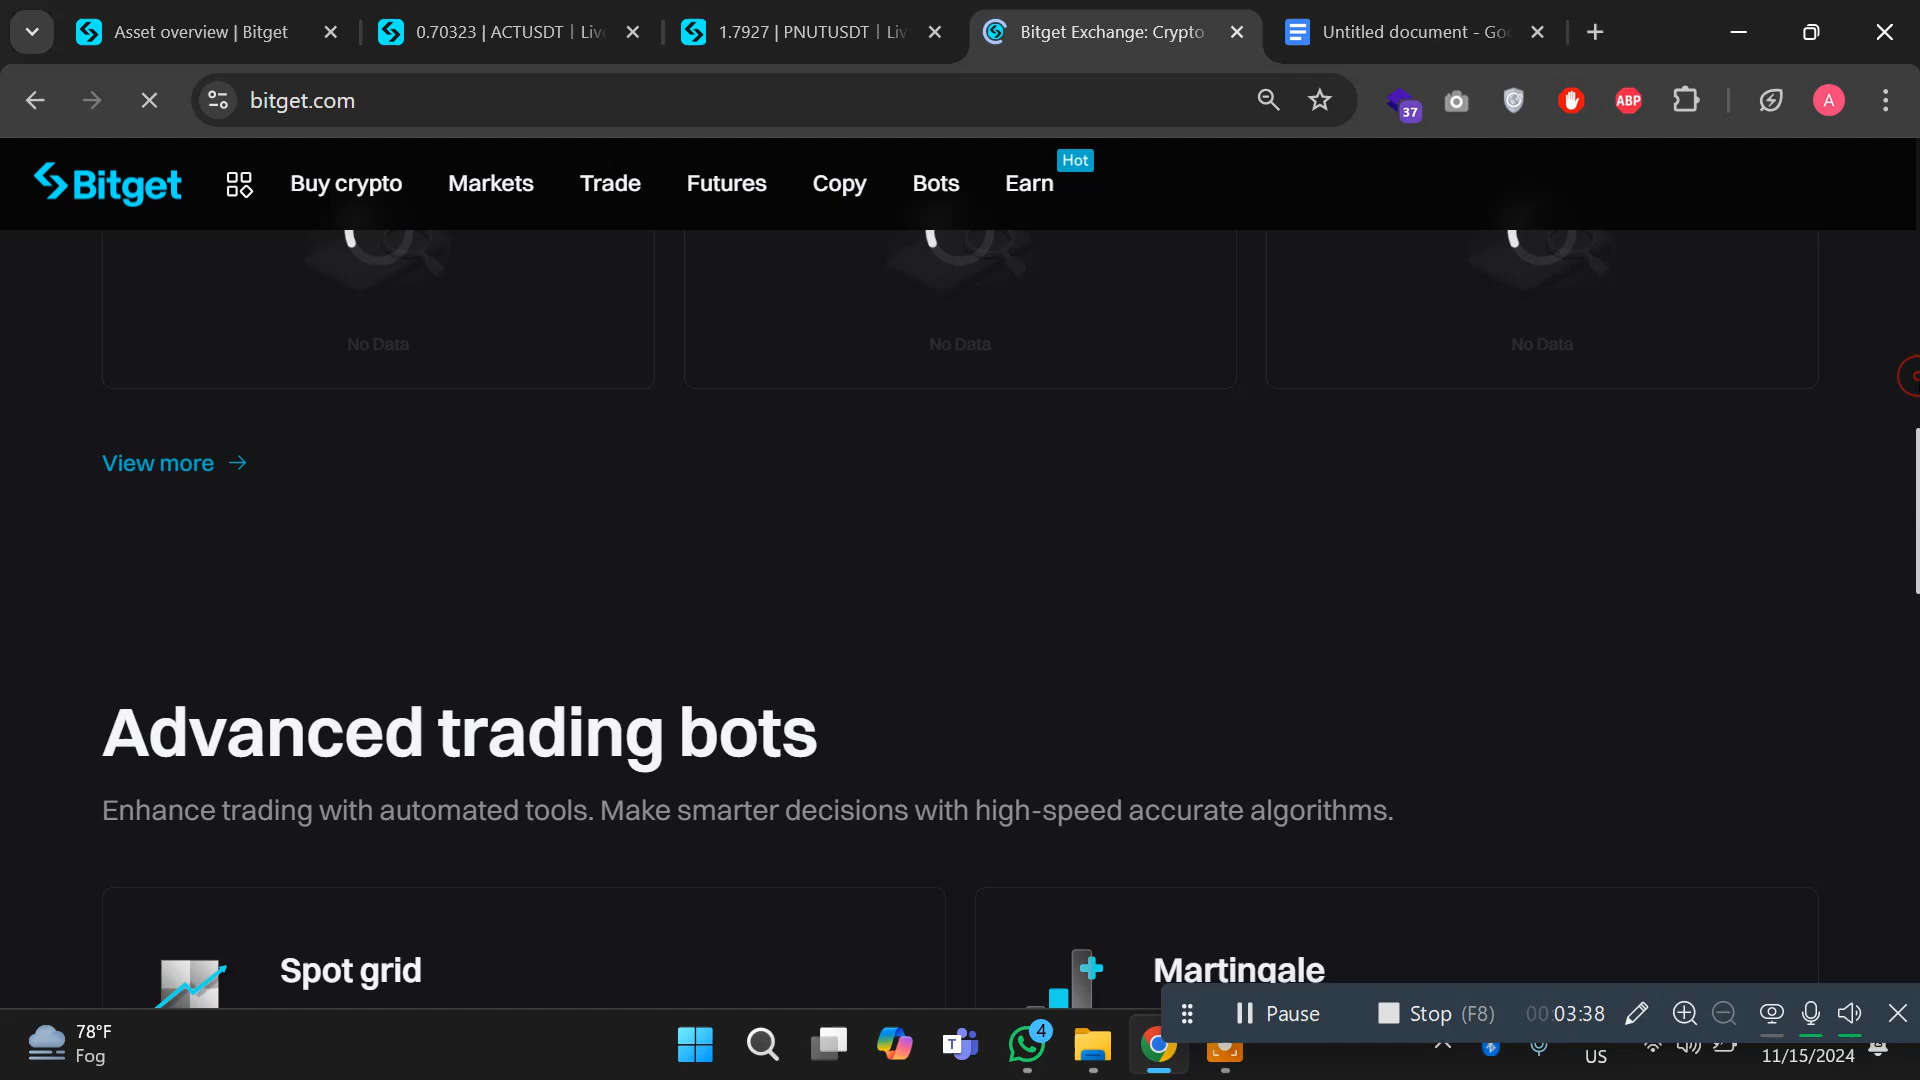 Asset overview | Bitget
0.70323 | ACTUSDT | Liv
1.7927 | PNUTUSDT | Liv
Bitget Exchange: Crypto
Untitled document - Goo
bitget.com
37
ABP
A
Bitget
Buy crypto
Markets
Trade
Futures
Copy
Bots
Earn
Hot
No Data
No Data
No Data
View more
Advanced trading bots
Enhance trading with automated tools. Make smarter decisions with high-speed accurate algorithms.
Spot grid
Martingale
Pause
Stop (F8)
00:03:38
78°F
Fog
T
4
US
11/15/2024